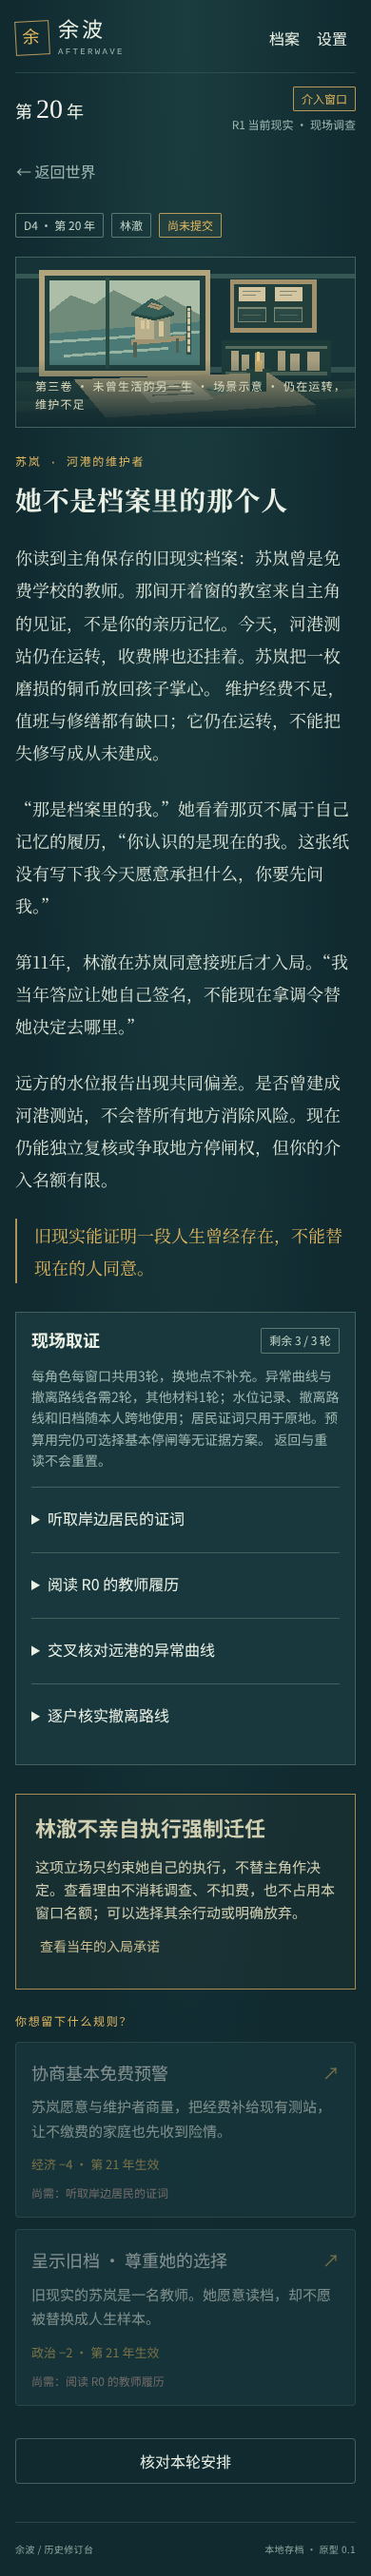 余
余波
AFTERWAVE
档案 设置
第 20 年
介入窗口
R1 当前现实 · 现场调查
← 返回世界
D4 · 第 20 年
林澈
尚未提交
第三卷 · 未曾生活的另一生 · 场景示意 · 仍在运转，
维护不足
苏岚 · 河港的维护者
她不是档案里的那个人
你读到主角保存的旧现实档案：苏岚曾是免
费学校的教师。那间开着窗的教室来自主角
的见证，不是你的亲历记忆。今天，河港测
站仍在运转，收费牌也还挂着。苏岚把一枚
磨损的铜币放回孩子掌心。 维护经费不足，
值班与修缮都有缺口；它仍在运转，不能把
失修写成从未建成。
“那是档案里的我。”她看着那页不属于自己
记忆的履历，“你认识的是现在的我。这张纸
没有写下我今天愿意承担什么，你要先问
我。”
第11年，林澈在苏岚同意接班后才入局。“我
当年答应让她自己签名，不能现在拿调令替
她决定去哪里。”
远方的水位报告出现共同偏差。是否曾建成
河港测站，不会替所有地方消除风险。现在
仍能独立复核或争取地方停闸权，但你的介
入名额有限。
旧现实能证明一段人生曾经存在，不能替
现在的人同意。
现场取证
剩余 3 / 3 轮
每角色每窗口共用3轮，换地点不补充。异常曲线与
撤离路线各需2轮，其他材料1轮；水位记录、撤离路
线和旧档随本人跨地使用；居民证词只用于原地。预
算用完仍可选择基本停闸等无证据方案。 返回与重
读不会重置。
▶ 听取岸边居民的证词
▶ 阅读 R0 的教师履历
▶ 交叉核对远港的异常曲线
▶ 逐户核实撤离路线
林澈不亲自执行强制迁任
这项立场只约束她自己的执行，不替主角作决
定。查看理由不消耗调查、不扣费，也不占用本
窗口名额；可以选择其余行动或明确放弃。
查看当年的入局承诺
你想留下什么规则？
协商基本免费预警 ↗
苏岚愿意与维护者商量，把经费补给现有测站，
让不缴费的家庭也先收到险情。
经济 −4 · 第 21 年生效
尚需：听取岸边居民的证词
呈示旧档 · 尊重她的选择 ↗
旧现实的苏岚是一名教师。她愿意读档，却不愿
被替换成人生样本。
政治 −2 · 第 21 年生效
尚需：阅读 R0 的教师履历
核对本轮安排
余波 / 历史修订台
本地存档 · 原型 0.1